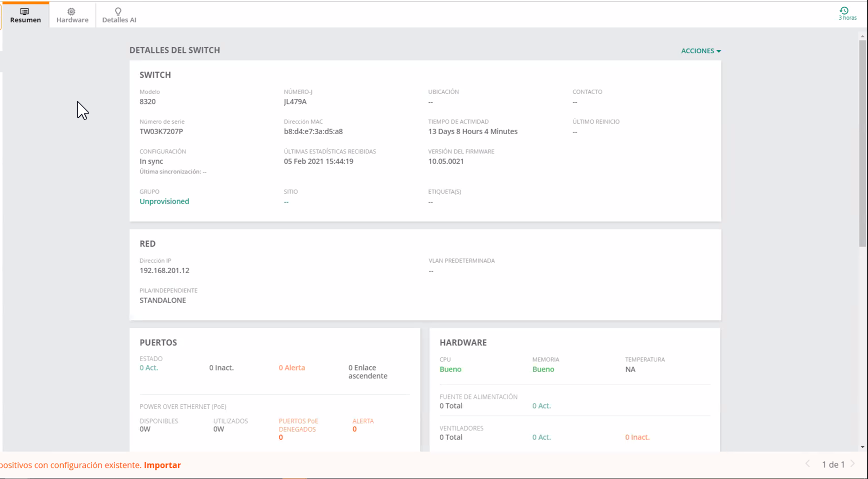 Resumen
Hardware
Detalles AI
3 horas
DETALLES DEL SWITCH
ACCIONES
SWITCH
Modelo
NÚMERO-J
UBICACIÓN
CONTACTO
8320
JL479A
--
--
Número de serie
Dirección MAC
TIEMPO DE ACTIVIDAD
ÚLTIMO REINICIO
TW03K7207P
b8:d4:e7:3a:d5:a8
13 Days 8 Hours 4 Minutes
--
CONFIGURACIÓN
ÚLTIMAS ESTADÍSTICAS RECIBIDAS
VERSIÓN DEL FIRMWARE
In sync
05 Feb 2021 15:44:19
10.05.0021
Última sincronización: --
GRUPO
SITIO
ETIQUETA(S)
Unprovisioned
--
--
RED
Direccion IP
VLAN PREDETERMINADA
192.168.201.12
--
PILA/INDEPENDIENTE
STANDALONE
PUERTOS
ESTADO
0 Act.
0 Inact.
0 Alerta
0 Enlace
ascendente
POWER OVER ETHERNET (PoE)
DISPONIBLES
UTILIZADOS
PUERTOS PoE
DENEGADOS
ALERTA
0W
0W
0
0
HARDWARE
CPU
MEMORIA
TEMPERATURA
Bueno
Bueno
NA
FUENTE DE ALIMENTACIÓN
0 Total
0 Act.
VENTILADORES
0 Total
0 Act.
0 Inact.
positivos con configuración existente. Importar
1 de 1